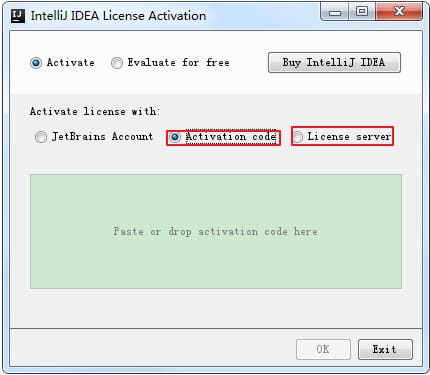 IntelliJ IDEA License Activation
Activate
Evaluate for free
Buy IntelliJ IDEA
Activate license with:
JetBrains Account
Activation code
License server
Paste or drop activation code here
OK
Exit